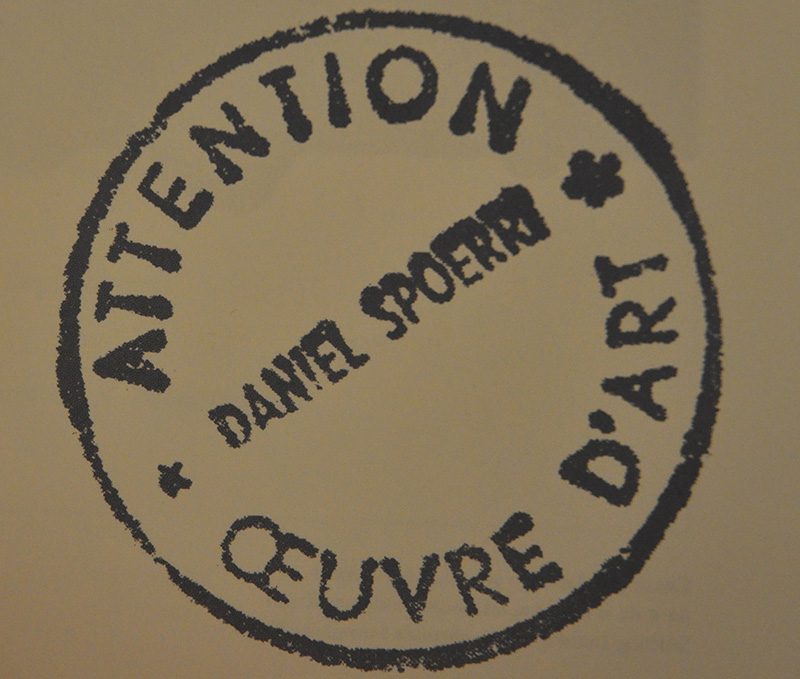 ATTENTION
DANIEL SPOERRI
ŒUVRE D'ART